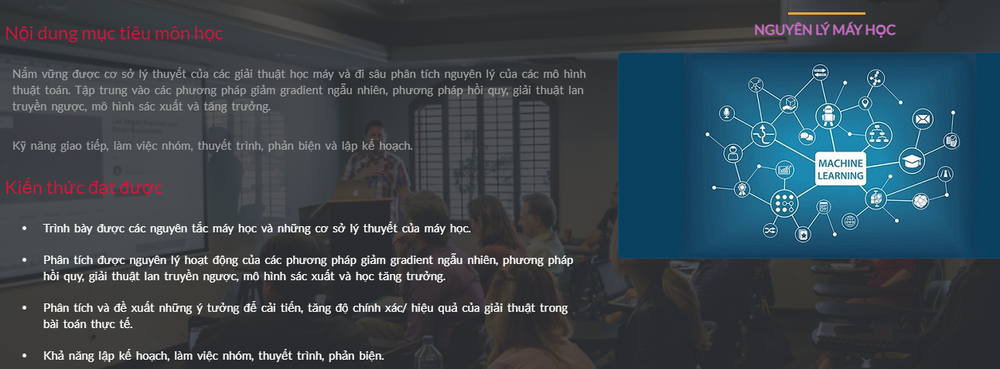 Nội dung mục tiêu môn học
Nắm vững được cơ sở lý thuyết của các giải thuật học máy và đi sâu phân tích nguyên lý của các mô hình
thuật toán. Tập trung vào các phương pháp giảm gradient ngẫu nhiên, phương pháp hồi quy, giải thuật lan
truyền ngược, mô hình sác xuất và tăng trưởng.
Kỹ năng giao tiếp, làm việc nhóm, thuyết trình, phản biện và lập kế hoạch.
Kiến thức đạt được
• Trình bày được các nguyên tắc máy học và những cơ sở lý thuyết của máy học.
• Phân tích được nguyên lý hoạt động của các phương pháp giảm gradient ngẫu nhiên, phương pháp
hồi quy, giải thuật lan truyền ngược, mô hình sác xuất và học tăng trưởng.
• Phân tích và đề xuất những ý tưởng để cải tiến, tăng độ chính xác/ hiệu quả của giải thuật trong
bài toán thực tế.
• Khả năng lập kế hoạch, làm việc nhóm, thuyết trình, phản biện.
NGUYÊN LÝ MÁY HỌC
MACHINE
LEARNING